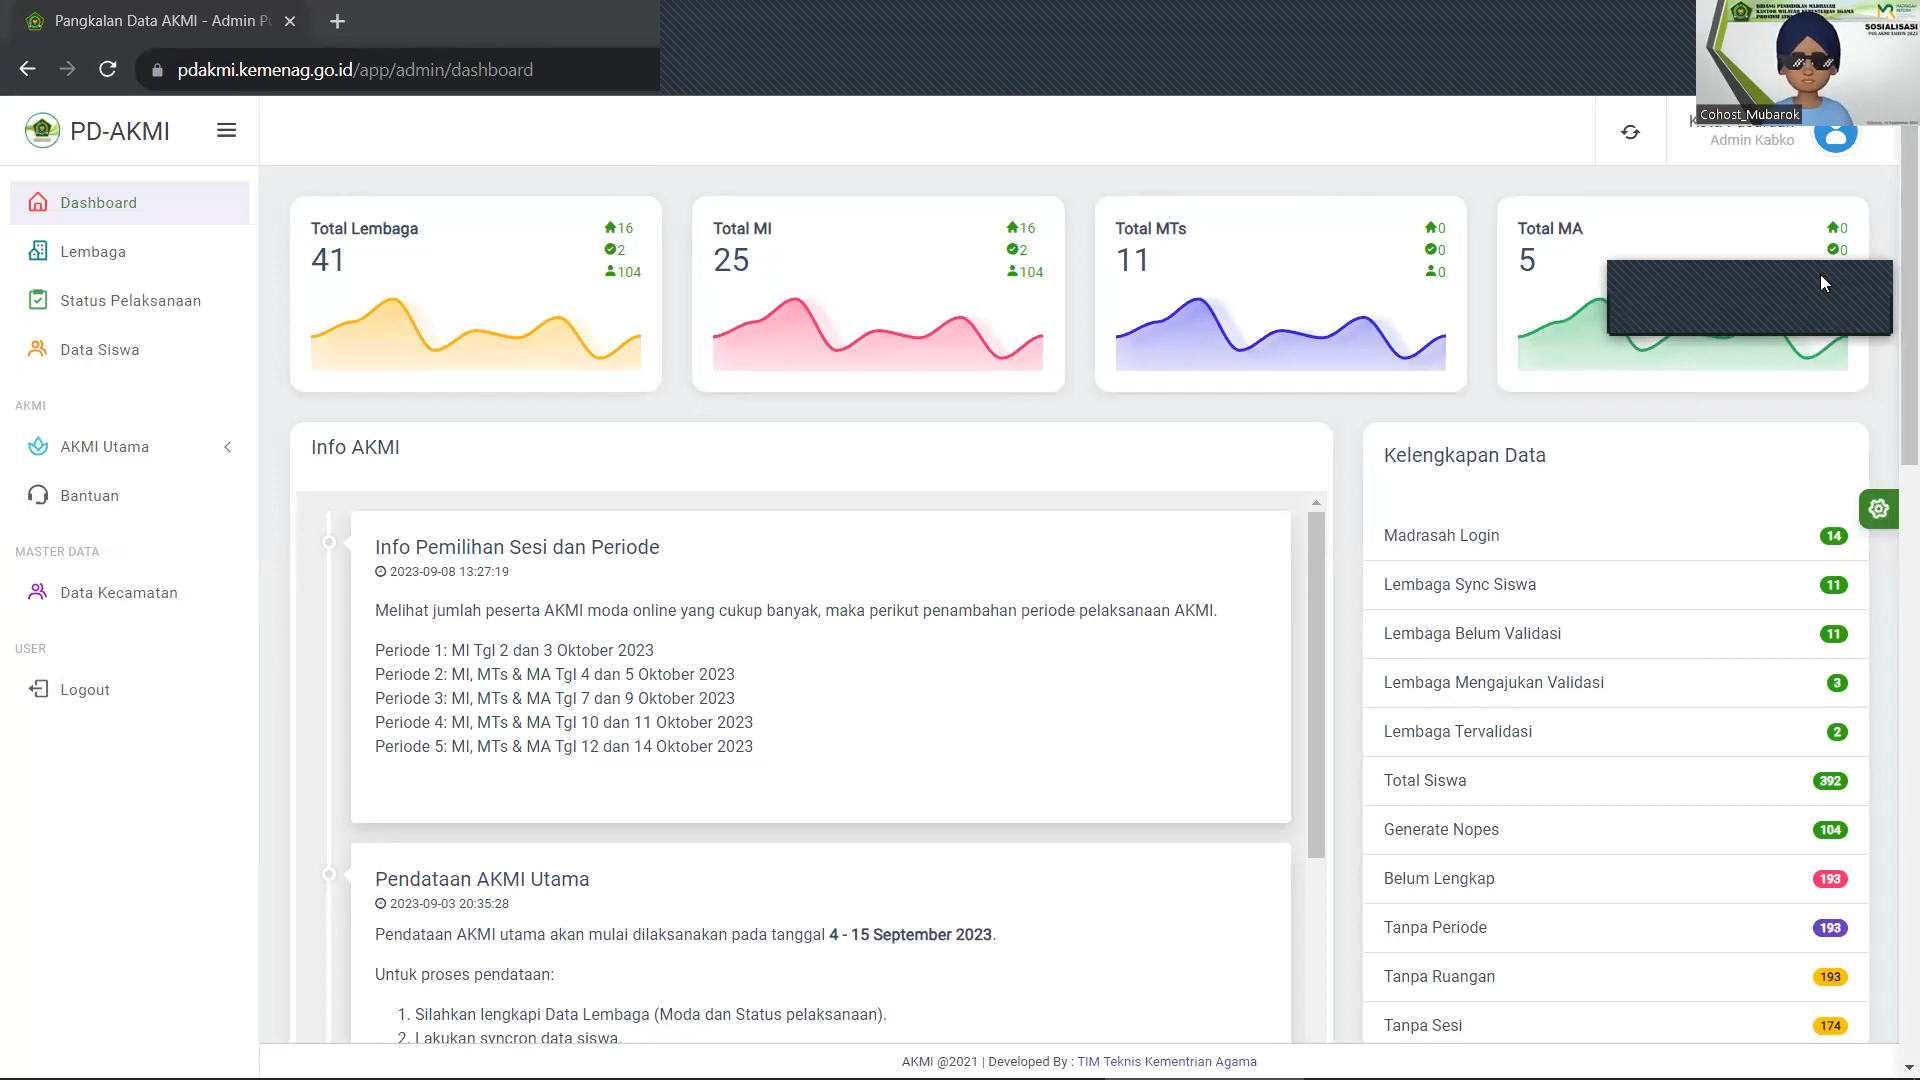 Pangkalan Data AKMI - Admin
pdakmi.kemenag.go.id/app/admin/dashboard
BIDANG PENDIDIKAN MADRASAH
KANTOR WILAYAH KEMENTERIAN AGAMA
SOSIALISASI
POS AKMI TAHUN 2023
Cohost_Mubarok
PD-AKMI
Admin Kabko
Dashboard
Lembaga
Status Pelaksanaan
Data Siswa
AKMI
AKMI Utama
Bantuan
MASTER DATA
Data Kecamatan
USER
Logout
Total Lembaga
41
16
2
104
Total MI
25
16
2
104
Total MTs
11
0
0
0
Total MA
5
0
0
Info AKMI
Info Pemilihan Sesi dan Periode
2023-09-08 13:27:19
Melihat jumlah peserta AKMI moda online yang cukup banyak, maka perikut penambahan periode pelaksanaan AKMI.
Periode 1: MI Tgl 2 dan 3 Oktober 2023
Periode 2: MI, MTs & MA Tgl 4 dan 5 Oktober 2023
Periode 3: MI, MTs & MA Tgl 7 dan 9 Oktober 2023
Periode 4: MI, MTs & MA Tgl 10 dan 11 Oktober 2023
Periode 5: MI, MTs & MA Tgl 12 dan 14 Oktober 2023
Pendataan AKMI Utama
2023-09-03 20:35:28
Pendataan AKMI utama akan mulai dilaksanakan pada tanggal 4 - 15 September 2023.
Untuk proses pendataan:
1. Silahkan lengkapi Data Lembaga (Moda dan Status pelaksanaan).
2. Lakukan syncron data siswa.
Kelengkapan Data
Madrasah Login 14
Lembaga Sync Siswa 11
Lembaga Belum Validasi 11
Lembaga Mengajukan Validasi 3
Lembaga Tervalidasi 2
Total Siswa 392
Generate Nopes 104
Belum Lengkap 193
Tanpa Periode 193
Tanpa Ruangan 193
Tanpa Sesi 174
AKMI @2021 | Developed By : TIM Teknis Kementrian Agama